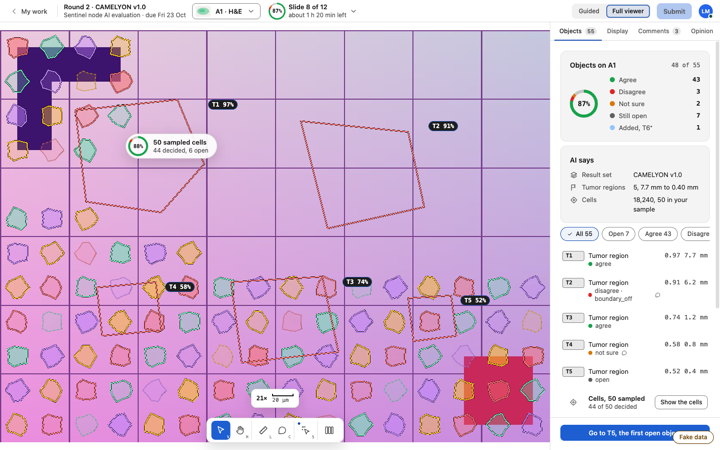 My work
Round 2 · CAMELYON v1.0
Sentinel node AI evaluation · due Fri 23 Oct
A1 · H&E
87%
Slide 8 of 12
about 1 h 20 min left
Guided
Full viewer
Submit
LM
T1 97%
T2 91%
88%
50 sampled cells
44 decided, 6 open
T4 58%
T3 74%
T5 52%
21×
20 µm
Objects 55
Display
Comments 3
Opinion
Objects on A1
48 of 55
87%
Agree 43
Disagree 3
Not sure 2
Still open 7
Added, T6" 1
AI says
Result set CAMELYON v1.0
Tumor regions 5, 7.7 mm to 0.40 mm
Cells 18,240, 50 in your
sample
All 55
Open 7
Agree 43
Disagre
T1 Tumor region 0.97 7.7 mm
agree
T2 Tumor region 0.91 6.2 mm
disagree ·
boundary_off
T3 Tumor region 0.74 1.2 mm
agree
T4 Tumor region 0.58 0.8 mm
not sure
T5 Tumor region 0.52 0.4 mm
open
Cells, 50 sampled
44 of 50 decided
Show the cells
Go to T5, the first open
Fake data